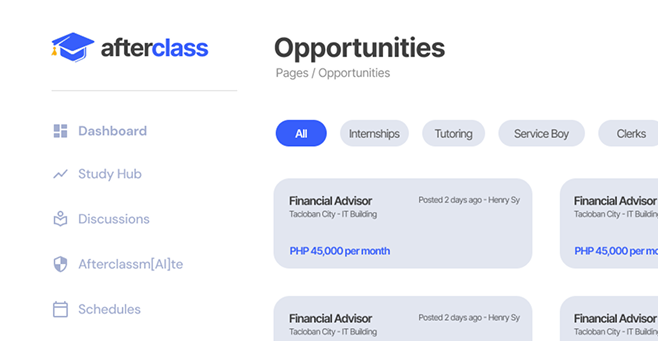 afterclass
Opportunities
Pages / Opportunities
Dashboard
Study Hub
Discussions
Afterclassm[AI]te
Schedules
All Internships Tutoring Service Boy Clerks
Financial Advisor Posted 2 days ago - Henry Sy
Tacloban City - IT Building
PHP 45,000 per month
Financial Advisor
Tacloban City - IT Building
PHP 45,000 per mo
Financial Advisor Posted 2 days ago - Henry Sy
Tacloban City - IT Building
Financial Advisor
Tacloban City - IT Building